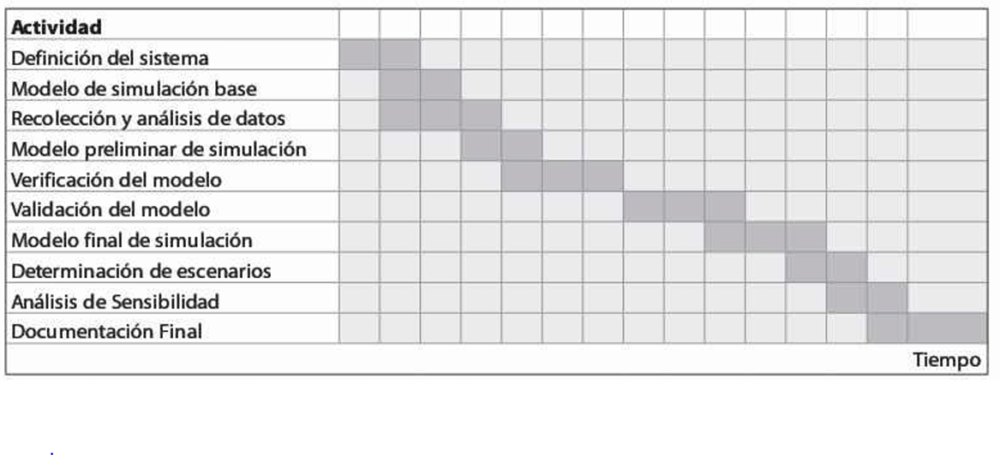 Actividad
Definición del sistema
Modelo de simulación base
Recolección y análisis de datos
Modelo preliminar de simulación
Verificación del modelo
Validación del modelo
Modelo final de simulación
Determinación de escenarios
Análisis de Sensibilidad
Documentación Final
Tiempo